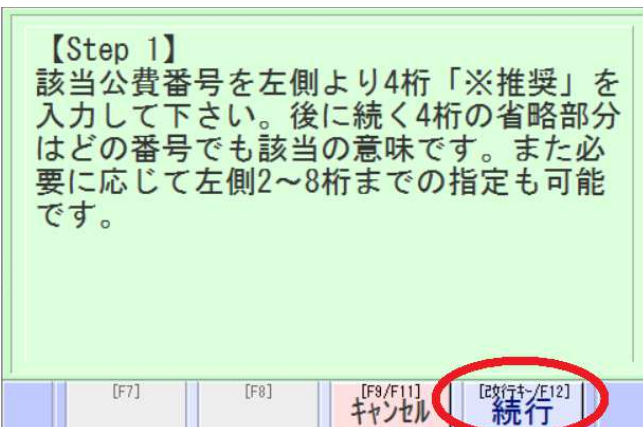 【Step 1】
該当公費番号を左側より4桁「※推奨」を
入力して下さい。後に続く4桁の省略部分
はどの番号でも該当の意味です。また必
要に応じて左側2～8桁までの指定も可能
です。
[F7]
[F8]
[F9/F11]
キャンセル
[改行キー/F12]
続行